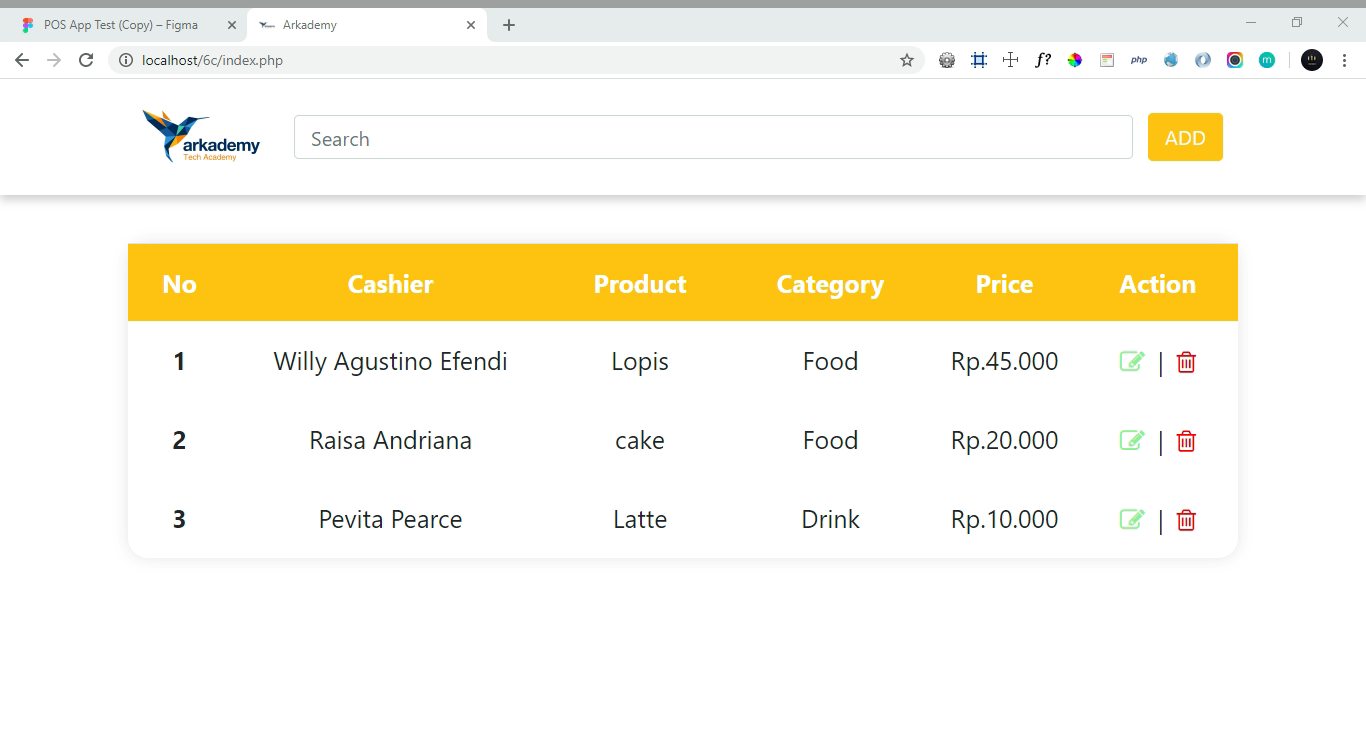 POS App Test (Copy) – Figma
Arkademy
localhost/6c/index.php
f?
php
m
arkademy
Tech Academy
Search
ADD
No Cashier Product Category Price Action
1 Willy Agustino Efendi Lopis Food Rp.45.000 |
2 Raisa Andriana cake Food Rp.20.000 |
3 Pevita Pearce Latte Drink Rp.10.000 |